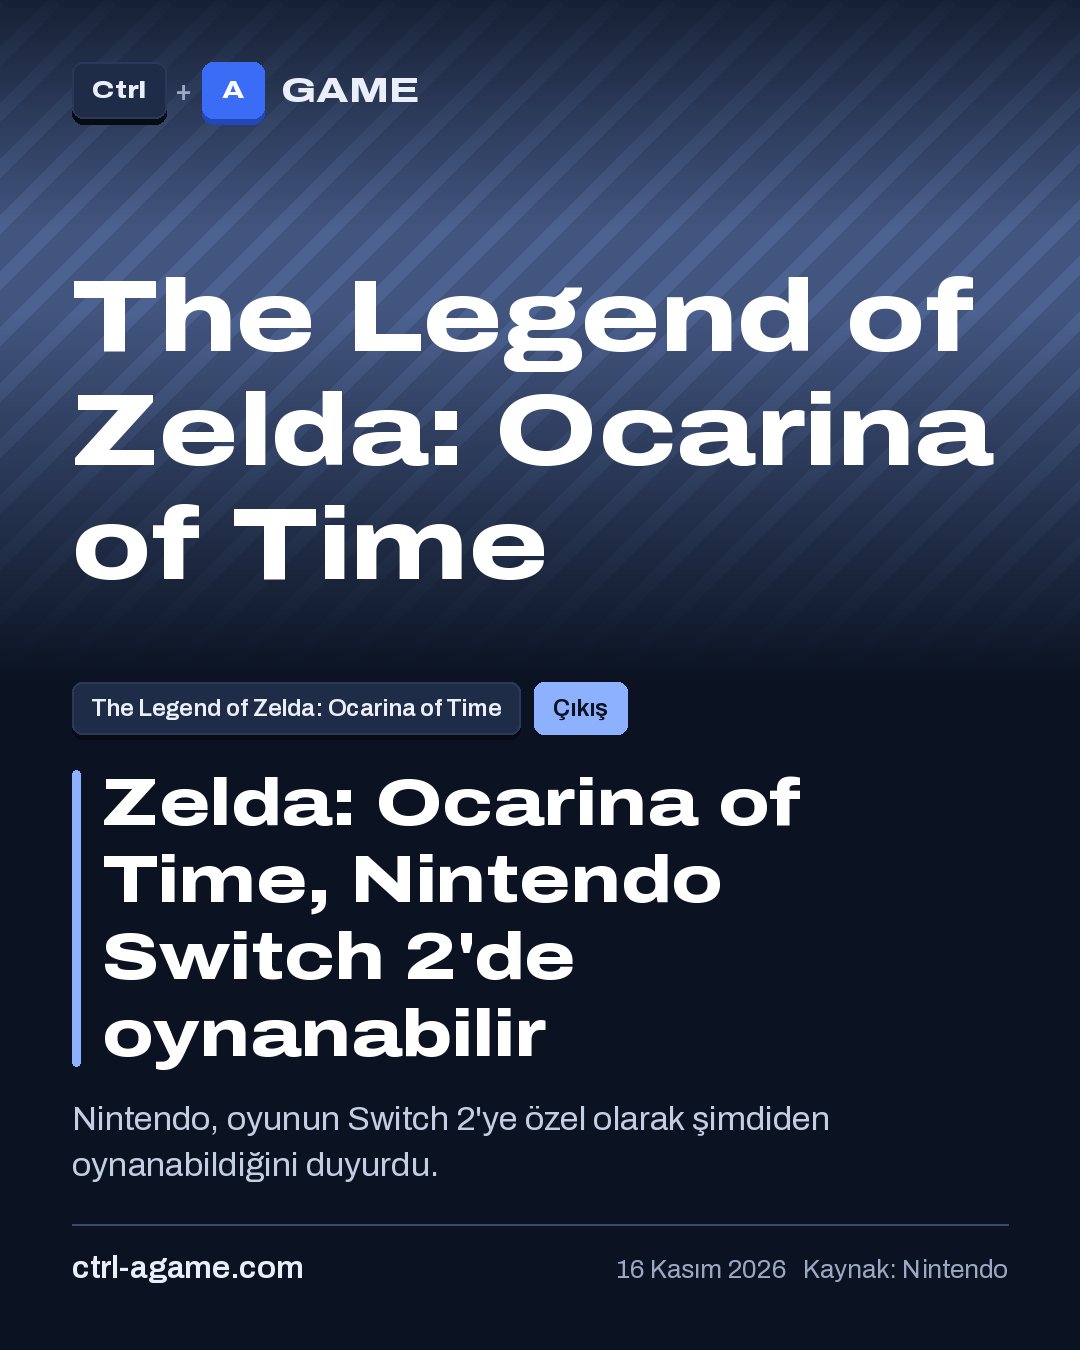 Ctrl + A GAME
The Legend of
Zelda: Ocarina
of Time
The Legend of Zelda: Ocarina of Time Çıkış
Zelda: Ocarina of
Time, Nintendo
Switch 2'de
oynanabilir
Nintendo, oyunun Switch 2'ye özel olarak şimdiden
oynanabildiğini duyurdu.
ctrl-agame.com 16 Kasım 2026 Kaynak: Nintendo